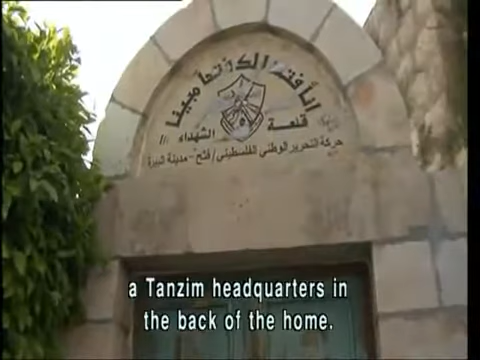 إنا فتحنا لك فتحا مبينا
قلعة الشهداء
حركة التحرير الوطني الفلسطيني/فتح - مدينة البيرة
a Tanzim headquarters in
the back of the home.